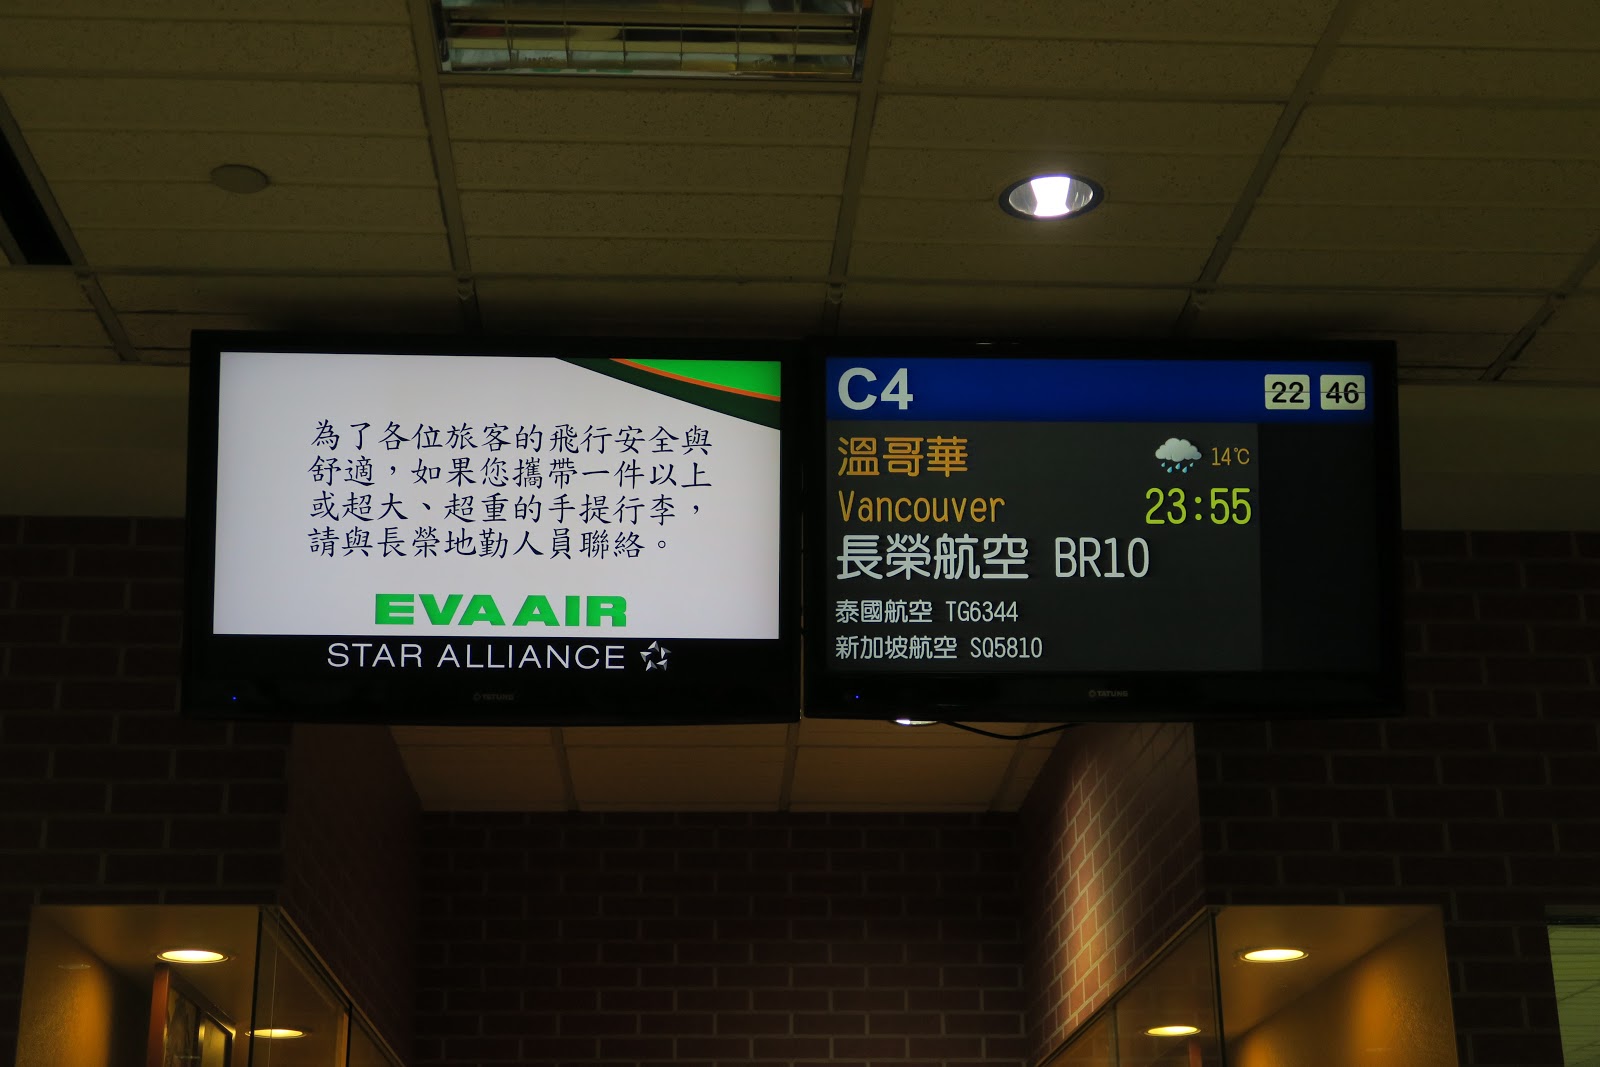 為了各位旅客的飛行安全與
舒適，如果您攜帶一件以上
或超大、超重的手提行李，
請與長榮地勤人員聯絡。
EVA AIR
STAR ALLIANCE
TATUNG
C4
22 46
溫哥華
14℃
Vancouver
23:55
長榮航空 BR10
泰國航空 TG6344
新加坡航空 SQ5810
TATUNG